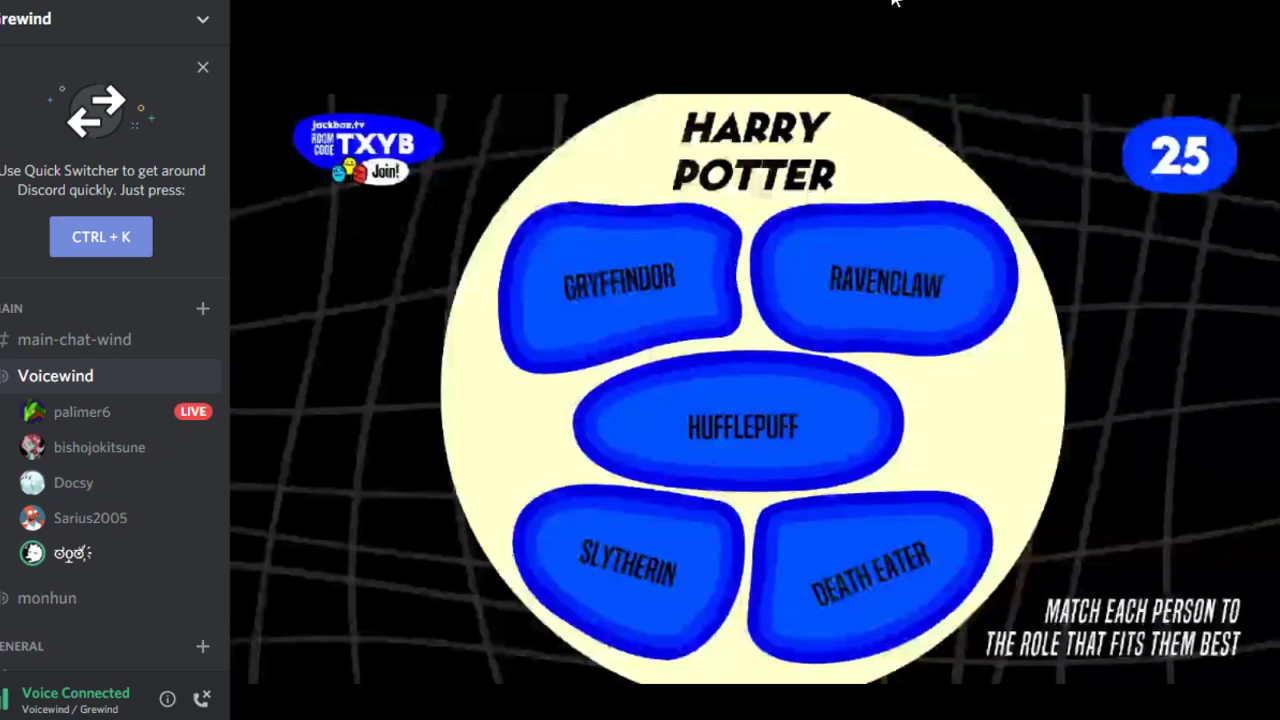 rewind
Use Quick Switcher to get around
Discord quickly. Just press:
CTRL + K
AIN
main-chat-wind
Voicewind
palimer6
LIVE
bishojokitsune
Docsy
Sarius2005
monhun
ENERAL
Voice Connected
Voicewind / Grewind
jackbox.tv
ROOM
CODE
TXYB
Join!
HARRY
POTTER
25
GRYFFINDOR
RAVENCLAW
HUFFLEPUFF
SLYTHERIN
DEATH EATER
MATCH EACH PERSON TO
THE ROLE THAT FITS THEM BEST